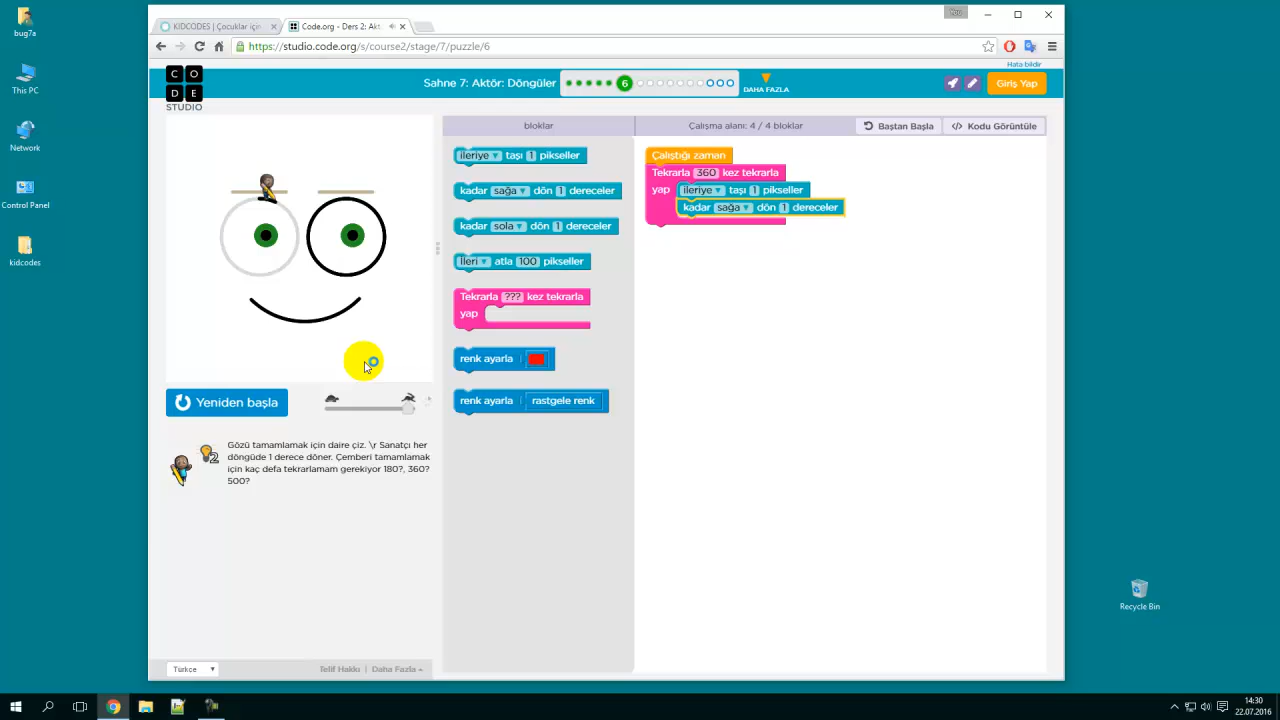 bug7a
This PC
Network
Control Panel
kidcodes
Recycle Bin
You
KIDCODES | Çocuklar için
Code.org - Ders 2: Akt
https://studio.code.org/s/course2/stage/7/puzzle/6
Hata bildir
C O
D E
STUDIO
Sahne 7: Aktör: Döngüler
6
DAHA FAZLA
Giriş Yap
bloklar
Çalışma alanı: 4 / 4 bloklar
Baştan Başla
Kodu Görüntüle
ileriye taşı 1 pikseller
kadar sağa dön 1 dereceler
kadar sola dön 1 dereceler
İleri atla 100 pikseller
Tekrarla ??? kez tekrarla
yap
renk ayarla
renk ayarla rastgele renk
Çalıştığı zaman
Tekrarla 360 kez tekrarla
yap ileriye taşı 1 pikseller
kadar sağa dön 1 dereceler
Yeniden başla
2
Gözü tamamlamak için daire çiz. \r Sanatçı her
döngüde 1 derece döner. Çemberi tamamlamak
için kaç defa tekrarlamam gerekiyor 180?, 360?
500?
Türkçe
Telif Hakkı | Daha Fazla
14:30
22.07.2016